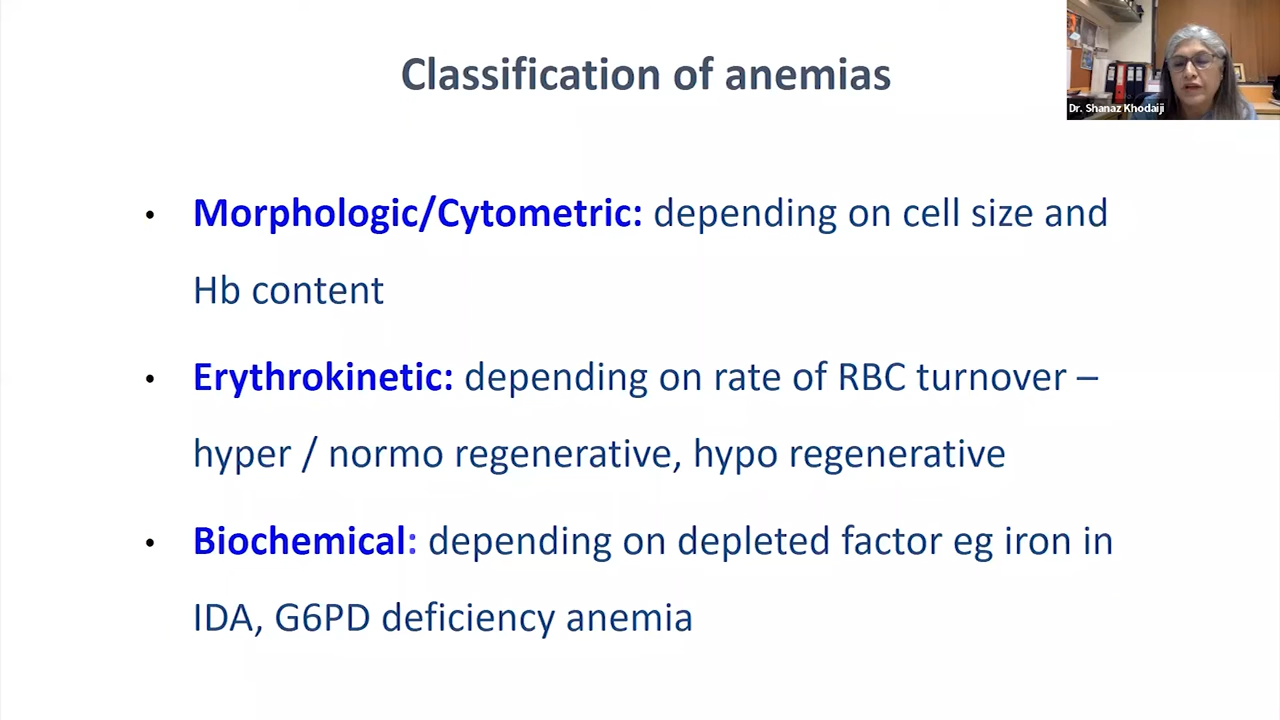 Classification of anemias
Dr. Shanaz Khodaiji
• Morphologic/Cytometric: depending on cell size and
Hb content
• Erythrokinetic: depending on rate of RBC turnover –
hyper / normo regenerative, hypo regenerative
• Biochemical: depending on depleted factor eg iron in
IDA, G6PD deficiency anemia